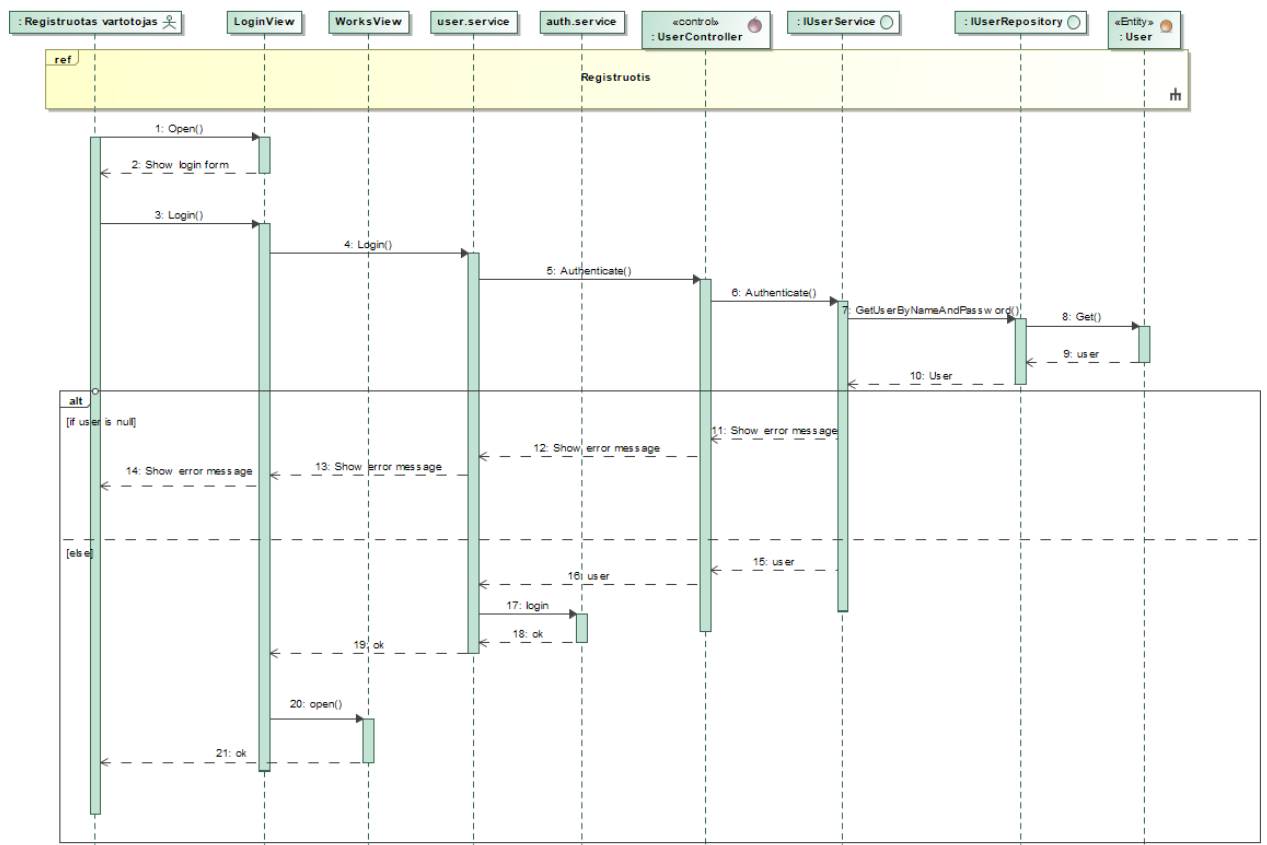 : Registruotas vartotojas
LoginView
WorksView
user.service
auth.service
«control»
: UserController
: IUserService
: IUserRepository
«Entity»
: User
ref
Registruotis
1: Open()
2: Show login form
3: Login()
4: Login()
5: Authenticate()
6: Authenticate()
7: GetUserByNameAndPassword()
8: Get()
9: user
10: User
alt
[if user is null]
11: Show error message
12: Show error message
13: Show error message
14: Show error message
[else]
15: user
16: user
17: login
18: ok
19: ok
20: open()
21: ok